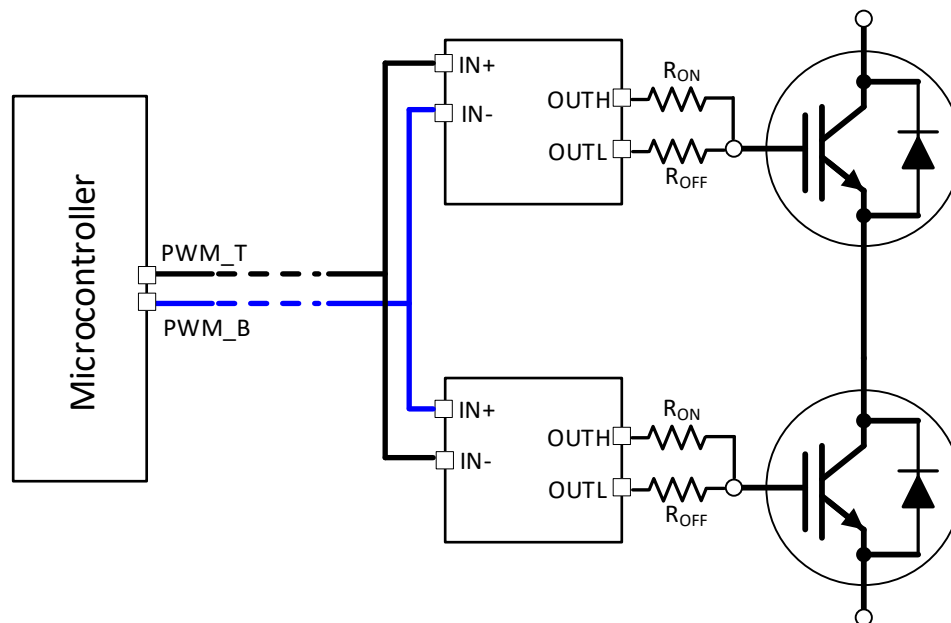 Microcontroller
PWM_T
PWM_B
IN+
IN-
OUTH
OUTL
RON
ROFF
IN+
IN-
OUTH
OUTL
RON
ROFF